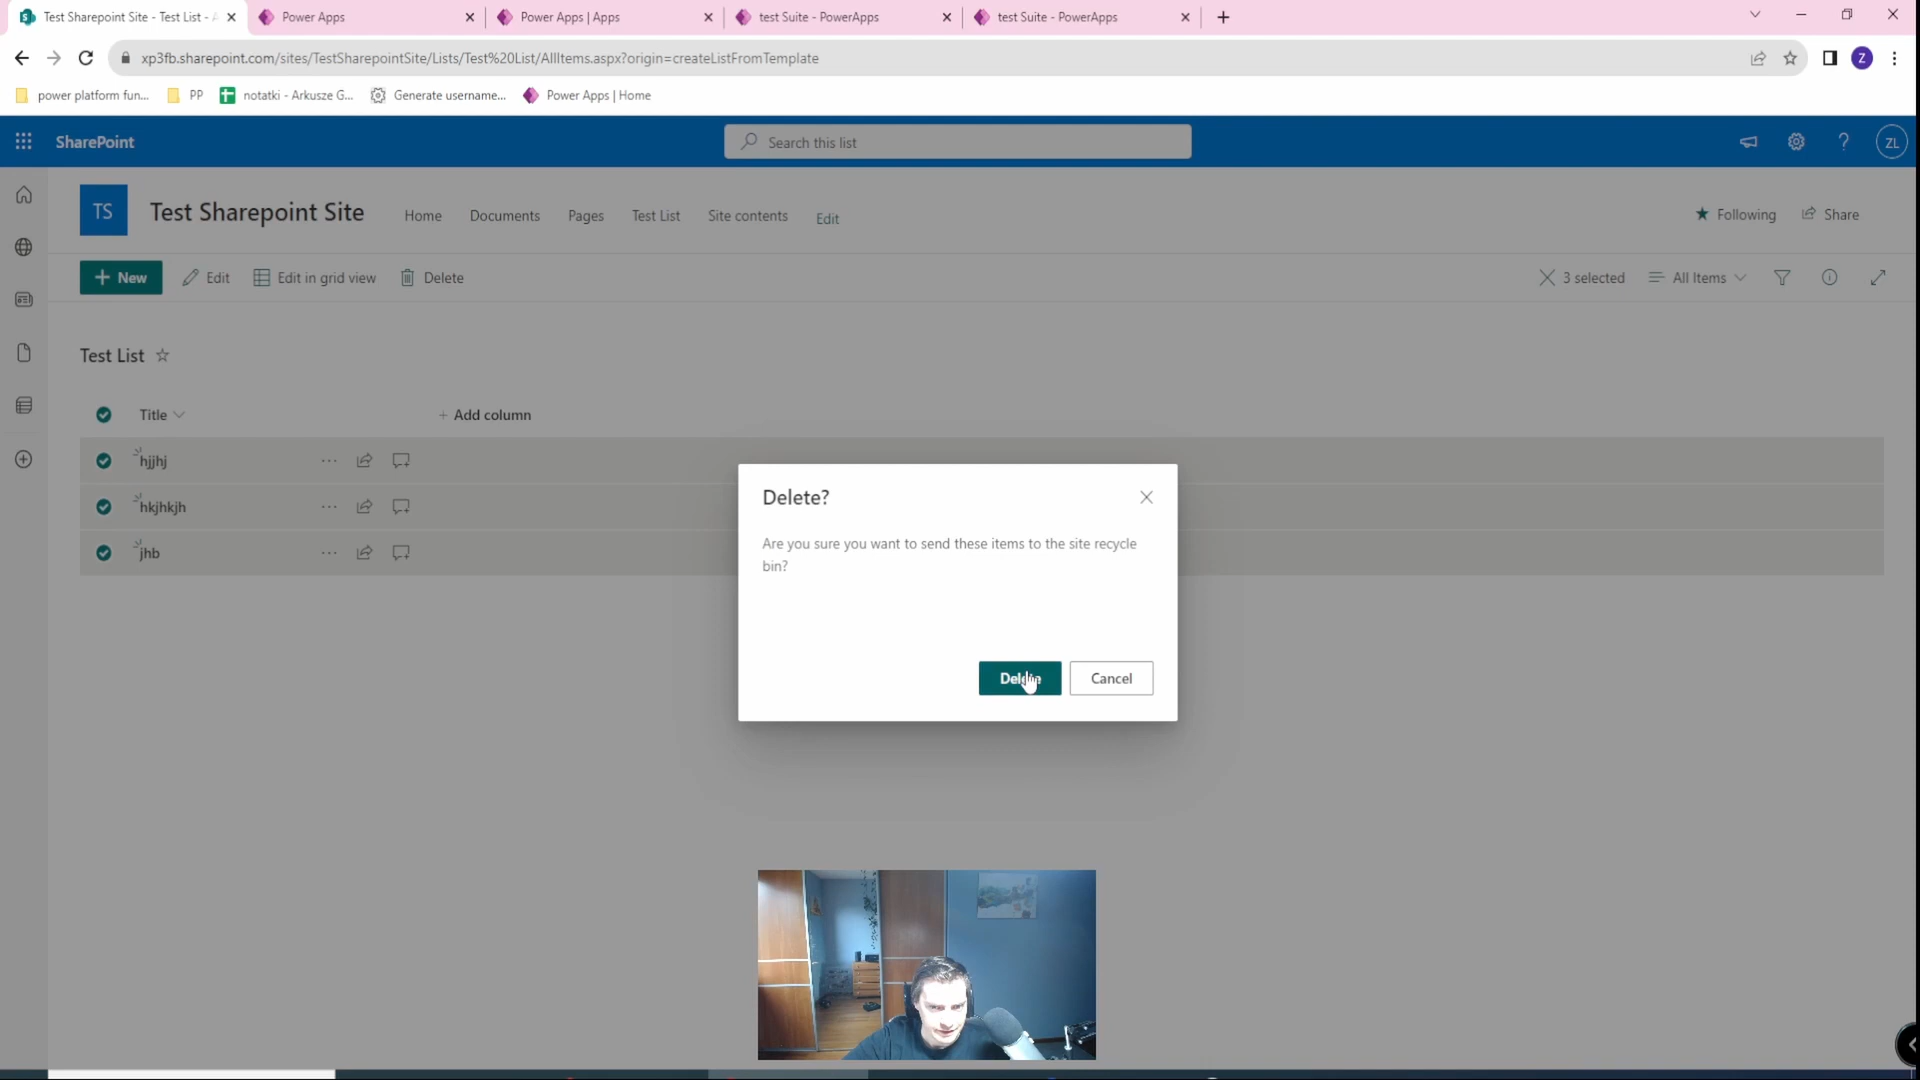 Test Sharepoint Site - Test List - A
Power Apps
Power Apps | Apps
test Suite - PowerApps
test Suite - PowerApps
xp3fb.sharepoint.com/sites/TestSharepointSite/Lists/Test%20List/AllItems.aspx?origin=createListFromTemplate
Z
power platform fun...
PP
notatki - Arkusze G...
Generate username...
Power Apps | Home
SharePoint
Search this list
ZL
TS
Test Sharepoint Site
Home
Documents
Pages
Test List
Site contents
Edit
Following
Share
New
Edit
Edit in grid view
Delete
3 selected
All Items
Test List
Title
+ Add column
hjjhj
hkjhkjh
jhb
Delete?
Are you sure you want to send these items to the site recycle
bin?
Delete
Cancel